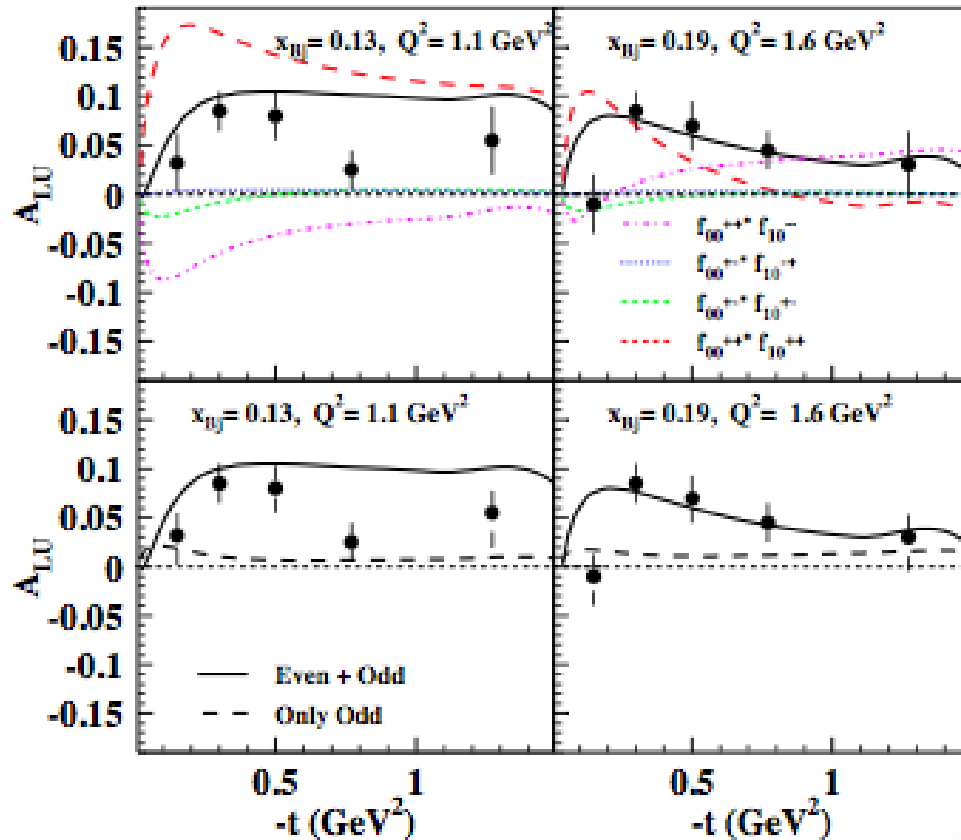 x_Bj= 0.13, Q²= 1.1 GeV²
x_Bj= 0.19, Q²= 1.6 GeV²
A_LU
0.15
0.1
0.05
0
-0.05
-0.1
-0.15
f₀₀⁺⁺* f₁₀⁻⁻
f₀₀⁺⁻* f₁₀⁻⁺
f₀₀⁺⁻* f₁₀⁺⁻
f₀₀⁺⁺* f₁₀⁺⁺
x_Bj= 0.13, Q²= 1.1 GeV²
x_Bj= 0.19, Q²= 1.6 GeV²
A_LU
0.15
0.1
0.05
0
-0.05
-0.1
-0.15
Even + Odd
Only Odd
0.5
1
0.5
1
-t (GeV²)
-t (GeV²)